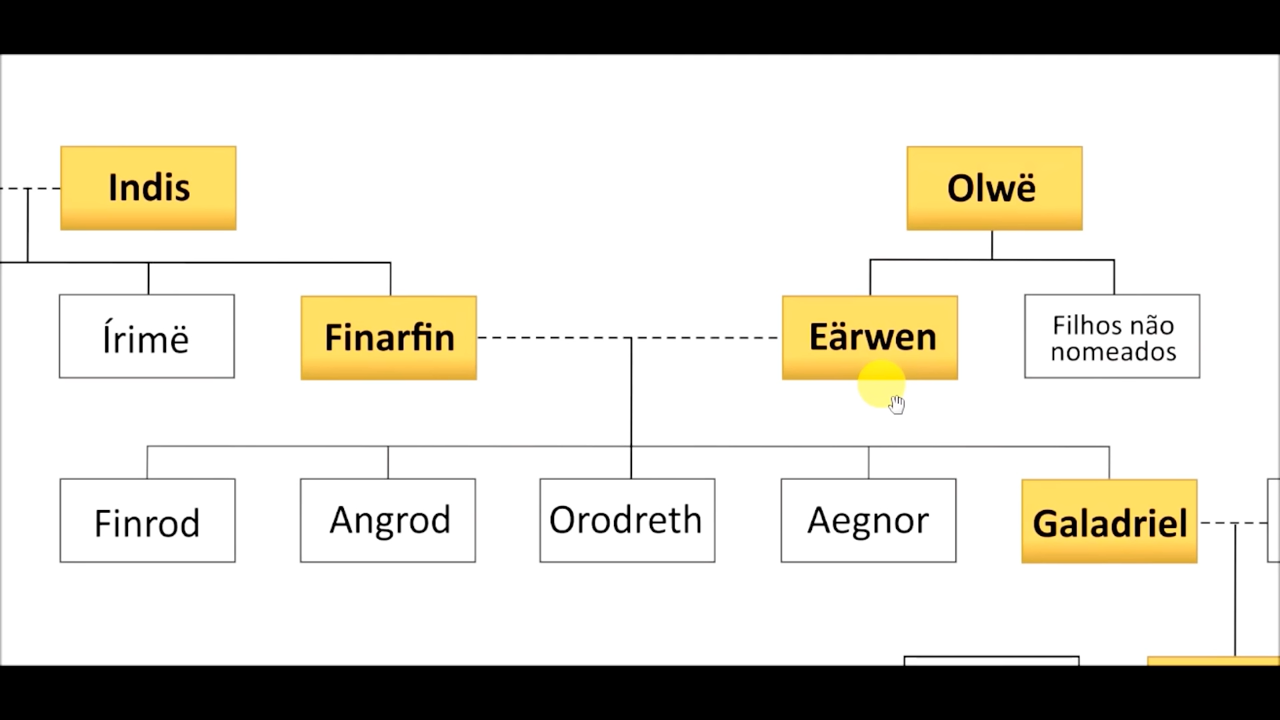 Indis
Olwë
Írimë
Finarfin
Eärwen
Filhos não
nomeados
Finrod
Angrod
Orodreth
Aegnor
Galadriel